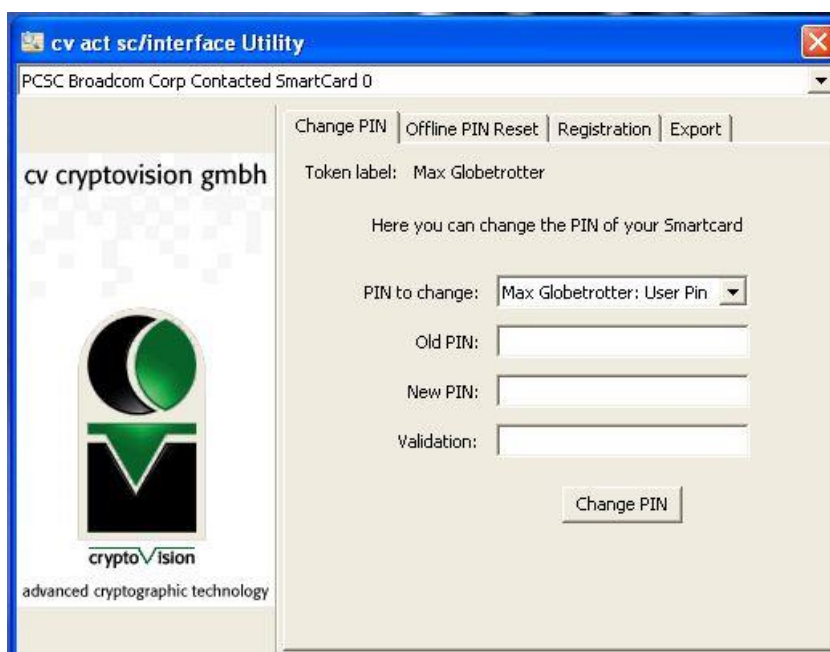 cv act sc/interface Utility
PCSC Broadcom Corp Contacted SmartCard 0
cv cryptovision gmbh
cryptovision
advanced cryptographic technology
Change PIN Offline PIN Reset Registration Export
Token label: Max Globetrotter
Here you can change the PIN of your Smartcard
PIN to change: Max Globetrotter: User Pin
Old PIN:
New PIN:
Validation:
Change PIN